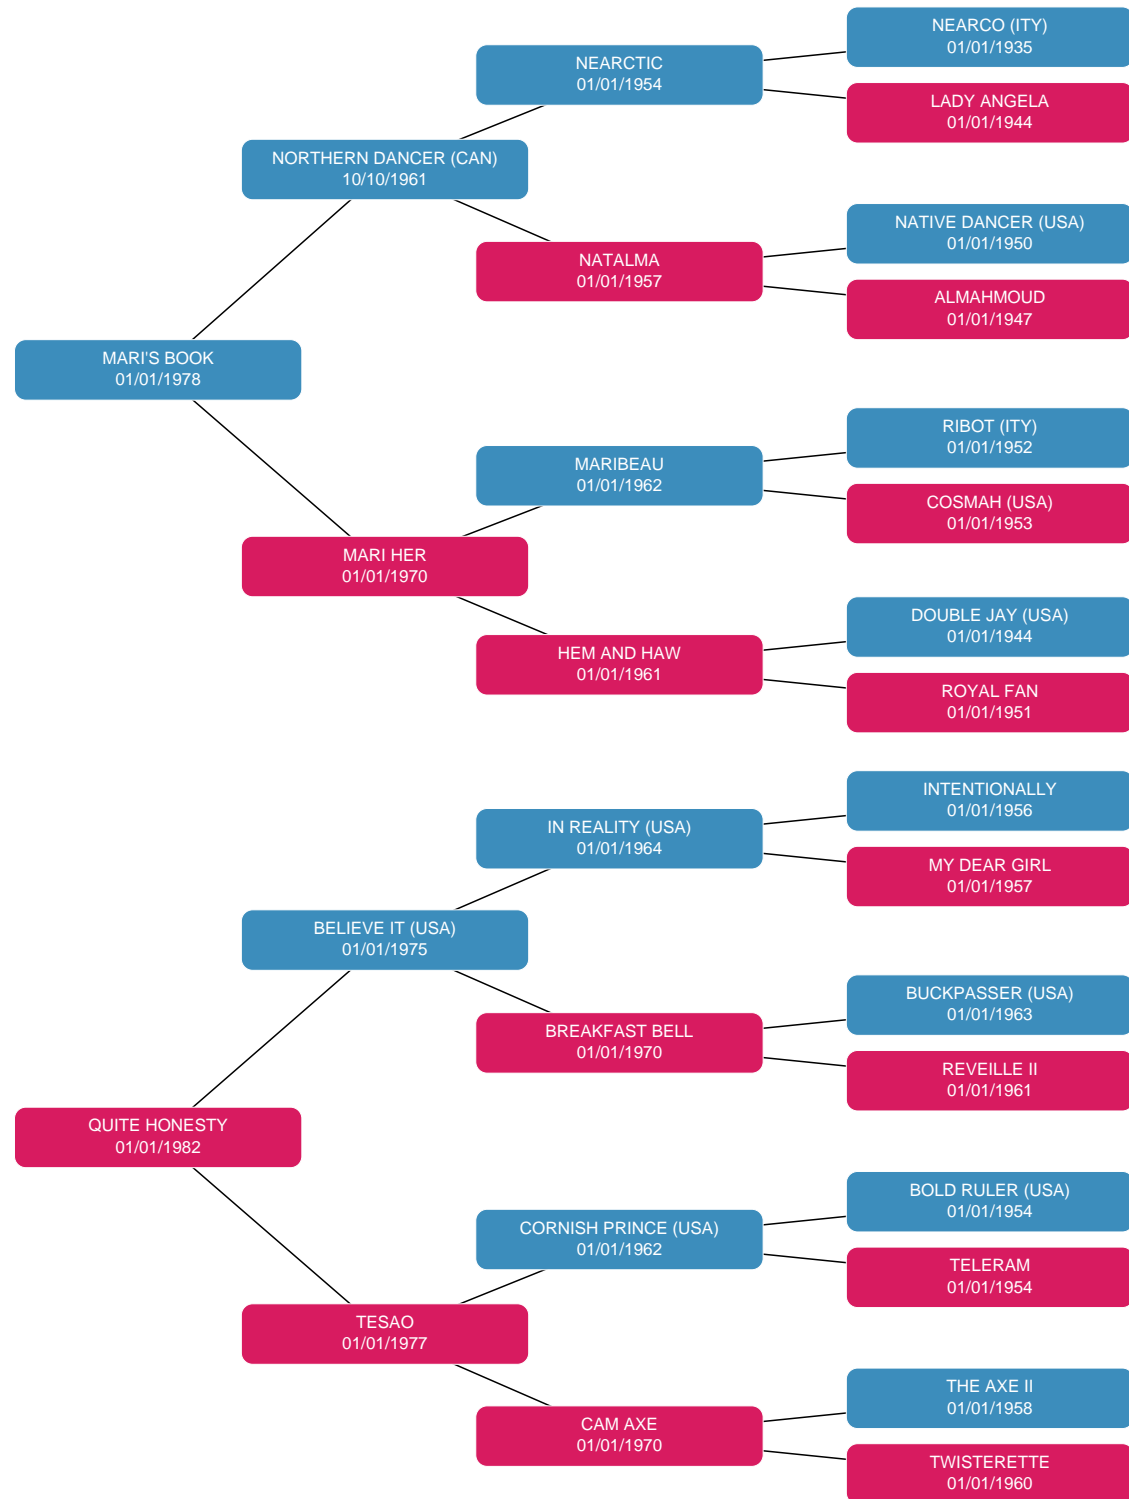 NEARCO (ITY)
01/01/1935
NEARCTIC
01/01/1954
LADY ANGELA
01/01/1944
NORTHERN DANCER (CAN)
10/10/1961
NATIVE DANCER (USA)
01/01/1950
NATALMA
01/01/1957
ALMAHMOUD
01/01/1947
MARI'S BOOK
01/01/1978
RIBOT (ITY)
01/01/1952
MARIBEAU
01/01/1962
COSMAH (USA)
01/01/1953
MARI HER
01/01/1970
DOUBLE JAY (USA)
01/01/1944
HEM AND HAW
01/01/1961
ROYAL FAN
01/01/1951
INTENTIONALLY
01/01/1956
IN REALITY (USA)
01/01/1964
MY DEAR GIRL
01/01/1957
BELIEVE IT (USA)
01/01/1975
BUCKPASSER (USA)
01/01/1963
BREAKFAST BELL
01/01/1970
REVEILLE II
01/01/1961
QUITE HONESTY
01/01/1982
BOLD RULER (USA)
01/01/1954
CORNISH PRINCE (USA)
01/01/1962
TELERAM
01/01/1954
TESAO
01/01/1977
THE AXE II
01/01/1958
CAM AXE
01/01/1970
TWISTERETTE
01/01/1960